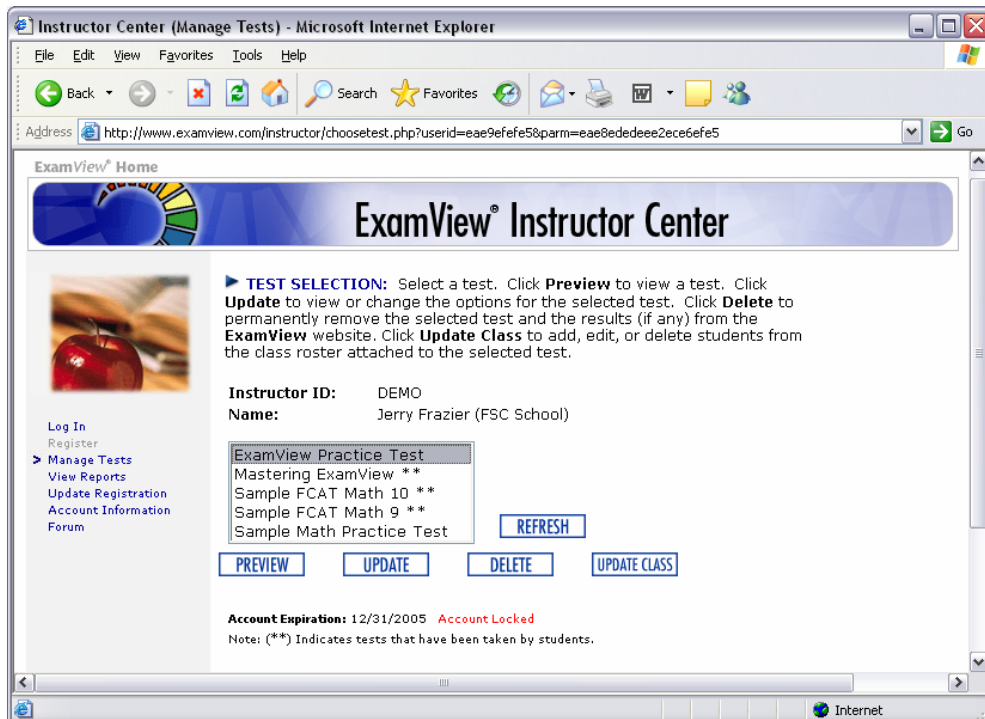 Instructor Center (Manage Tests) - Microsoft Internet Explorer
File Edit View Favorites Tools Help
Back Search Favorites
Address http://www.examview.com/instructor/choosetest.php?userid=eae9efefe5&parm=eae8ededeee2ece6efe5 Go
ExamView® Home
ExamView® Instructor Center
TEST SELECTION: Select a test. Click Preview to view a test. Click
Update to view or change the options for the selected test. Click Delete to
permanently remove the selected test and the results (if any) from the
ExamView website. Click Update Class to add, edit, or delete students from
the class roster attached to the selected test.
Instructor ID: DEMO
Name: Jerry Frazier (FSC School)
Log In
Register
> Manage Tests
View Reports
Update Registration
Account Information
Forum
ExamView Practice Test
Mastering ExamView **
Sample FCAT Math 10 **
Sample FCAT Math 9 **
Sample Math Practice Test
REFRESH
PREVIEW UPDATE DELETE UPDATE CLASS
Account Expiration: 12/31/2005 Account Locked
Note: (**) Indicates tests that have been taken by students.
Internet